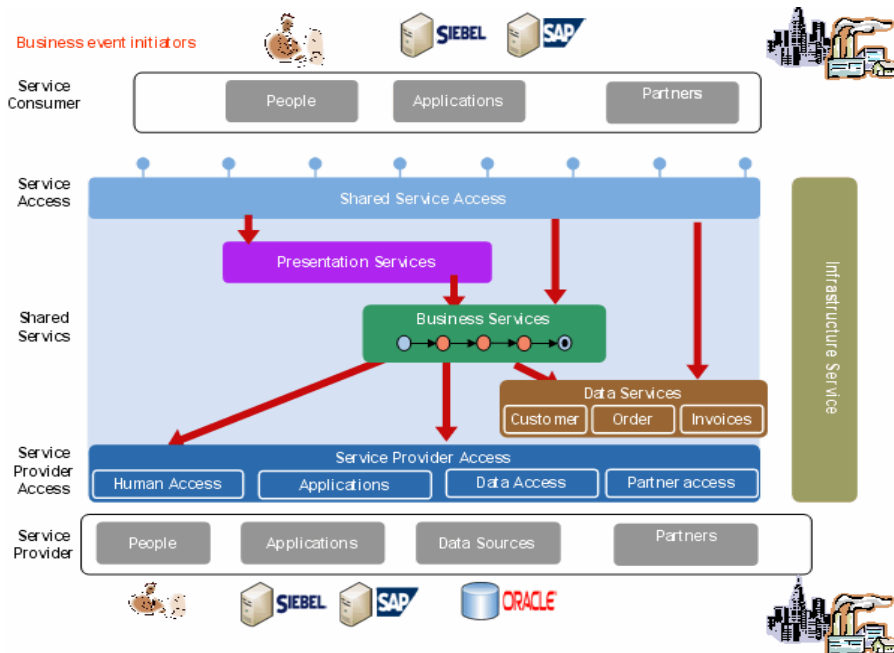 Business event initiators
SIEBEL
SAP
Service
Consumer
People
Applications
Partners
Service
Access
Shared Service Access
Presentation Services
Shared
Servics
Business Services
Data Services
Customer
Order
Invoices
Infrastructure Service
Service
Provider
Access
Service Provider Access
Human Access
Applications
Data Access
Partner access
Service
Provider
People
Applications
Data Sources
Partners
SIEBEL
SAP
ORACLE